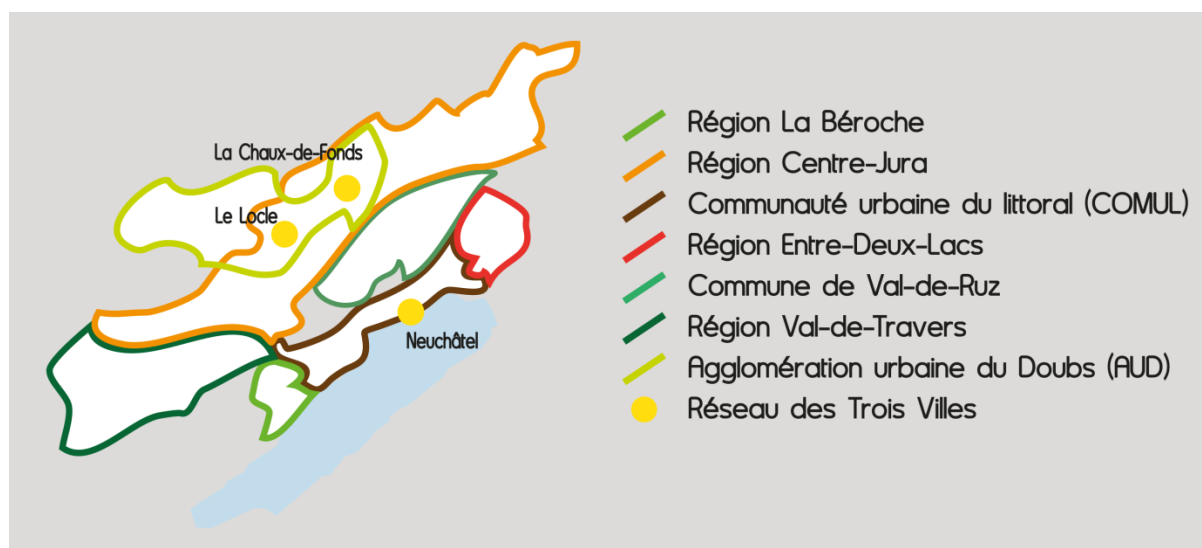 La Chaux-de-Fonds
Le Locle
Neuchâtel
Région La Béroche
Région Centre-Jura
Communauté urbaine du littoral (COMUL)
Région Entre-Deux-Lacs
Commune de Val-de-Ruz
Région Val-de-Travers
Agglomération urbaine du Doubs (AUD)
Réseau des Trois Villes